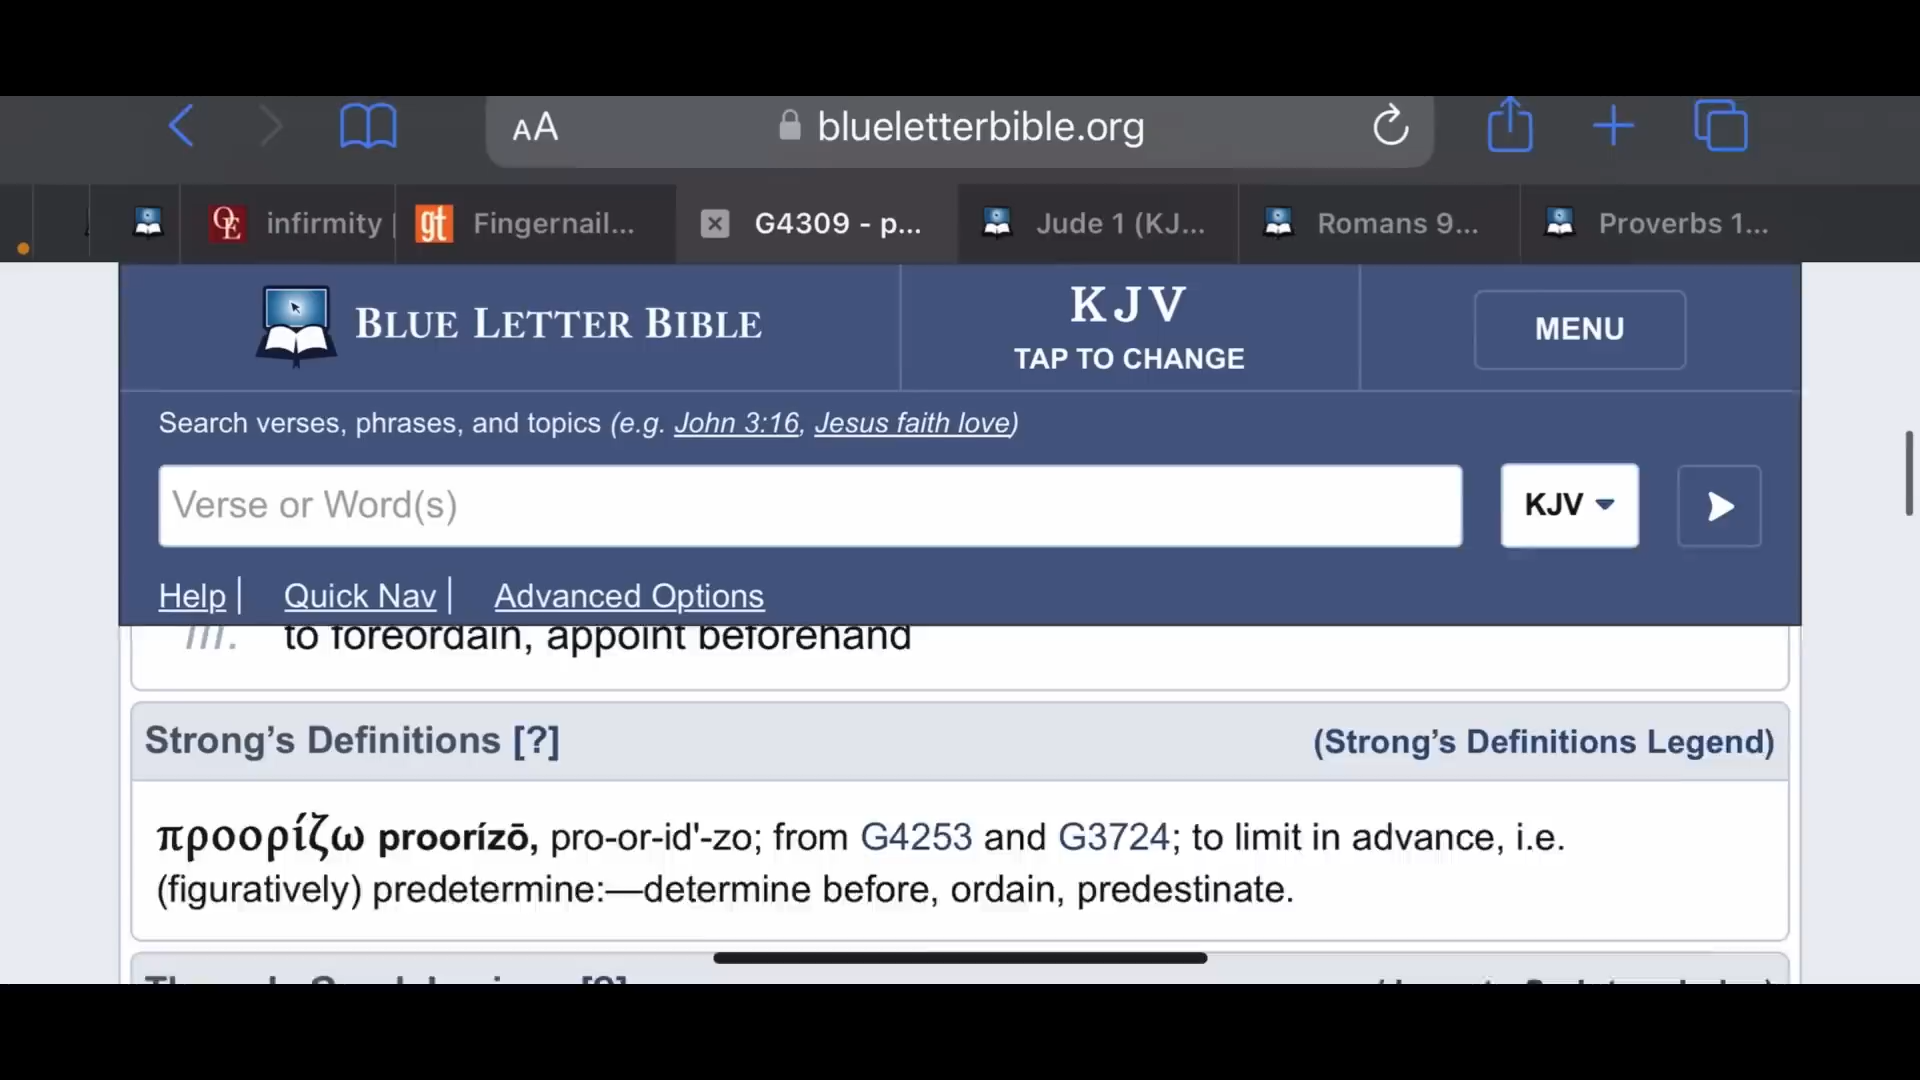 AA blueletterbible.org
infirmity Fingernail... G4309 - p... Jude 1 (KJ... Romans 9... Proverbs 1...
BLUE LETTER BIBLE
KJV
TAP TO CHANGE
MENU
Search verses, phrases, and topics (e.g. John 3:16, Jesus faith love)
Verse or Word(s)
KJV
Help | Quick Nav | Advanced Options
III. to foreordain, appoint beforehand
Strong’s Definitions [?] (Strong’s Definitions Legend)
προορίζω proorízō, pro-or-id'-zo; from G4253 and G3724; to limit in advance, i.e.
(figuratively) predetermine:—determine before, ordain, predestinate.